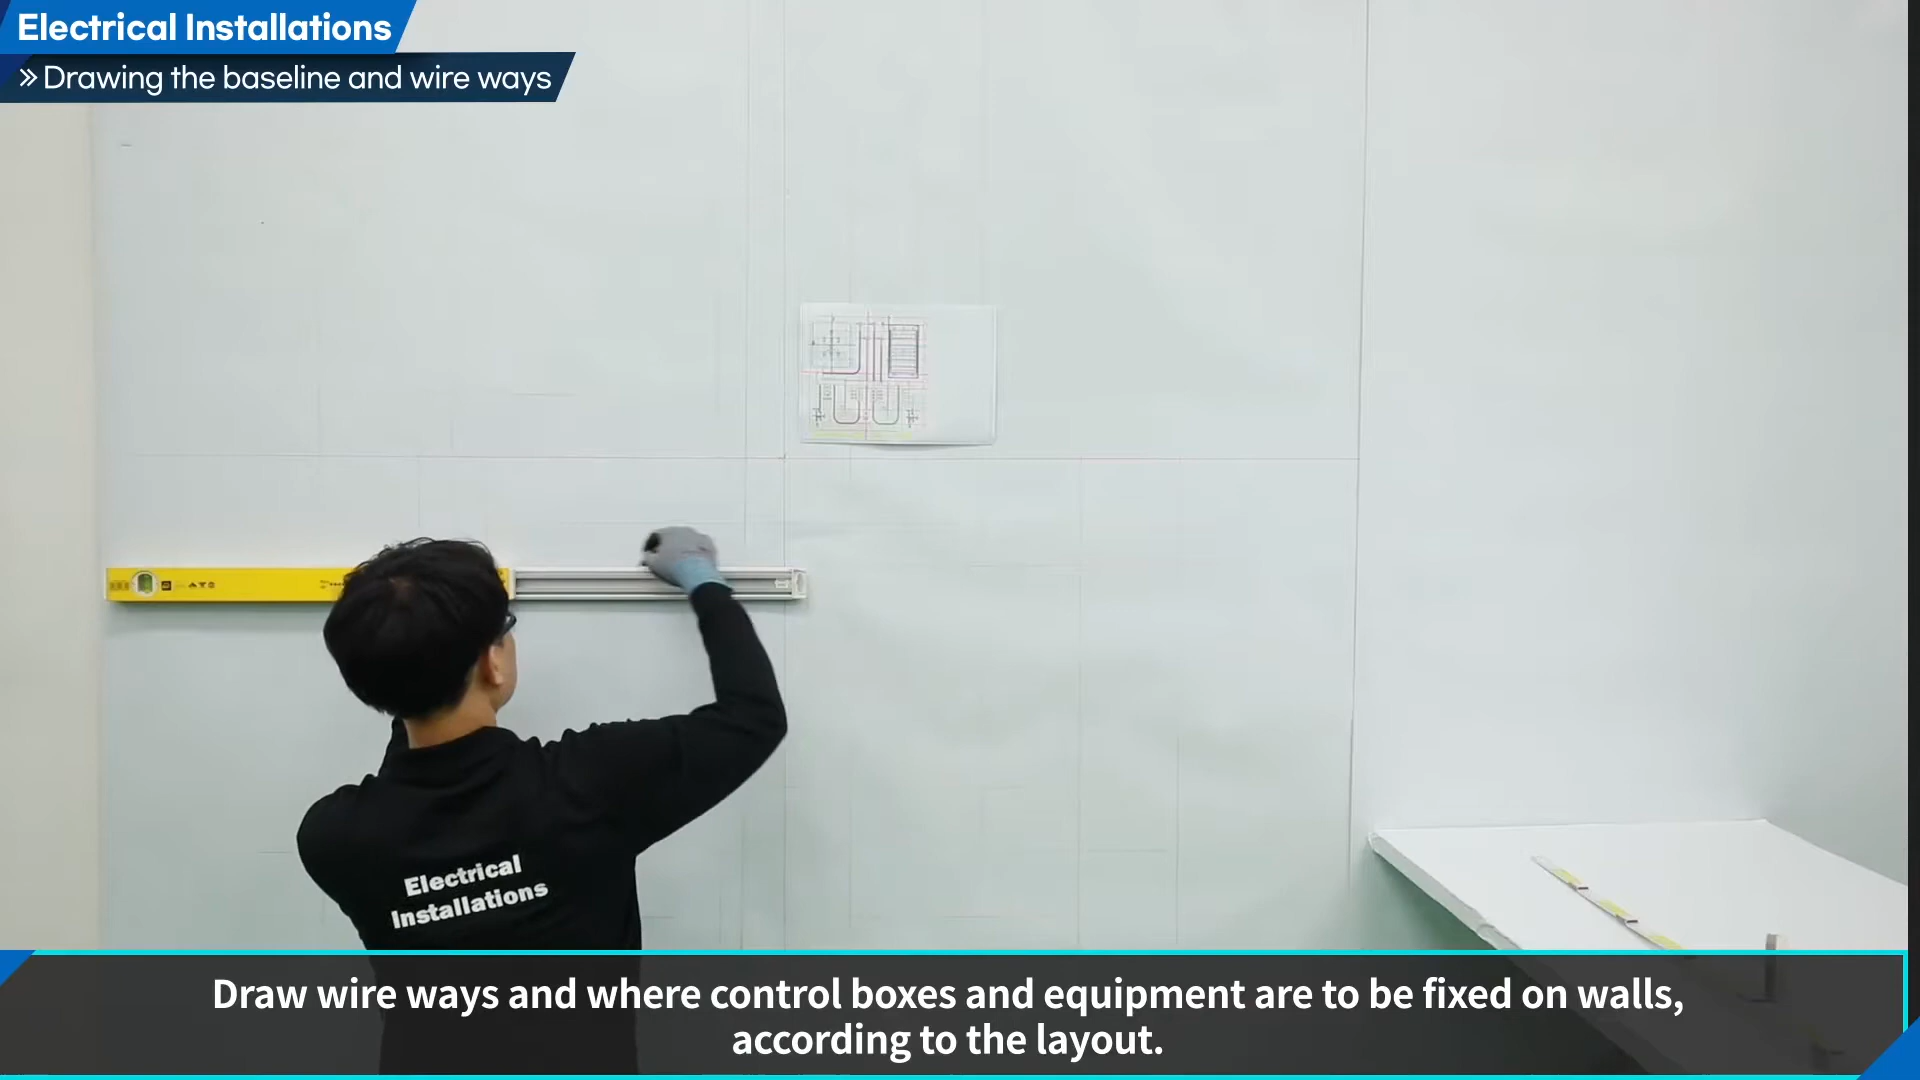 Electrical Installations
» Drawing the baseline and wire ways
Electrical
Installations
Draw wire ways and where control boxes and equipment are to be fixed on walls,
according to the layout.